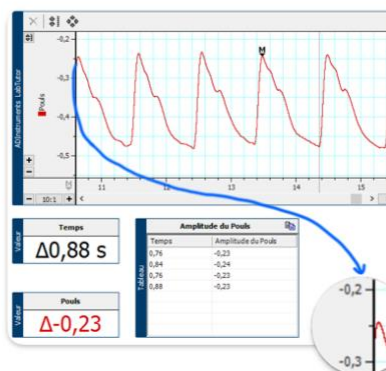 -0,2
-0,3
-0,4
-0,5
M
ADInstruments LabTutor
Pouls
10:1
11
12
13
14
15
Valeur
Temps
Δ0,88 s
Valeur
Pouls
Δ-0,23
Tableau
Amplitude du Pouls
Temps Amplitude du Pouls
0,76 -0,23
0,84 -0,24
0,76 -0,23
0,88 -0,23
-0,2
-0,3